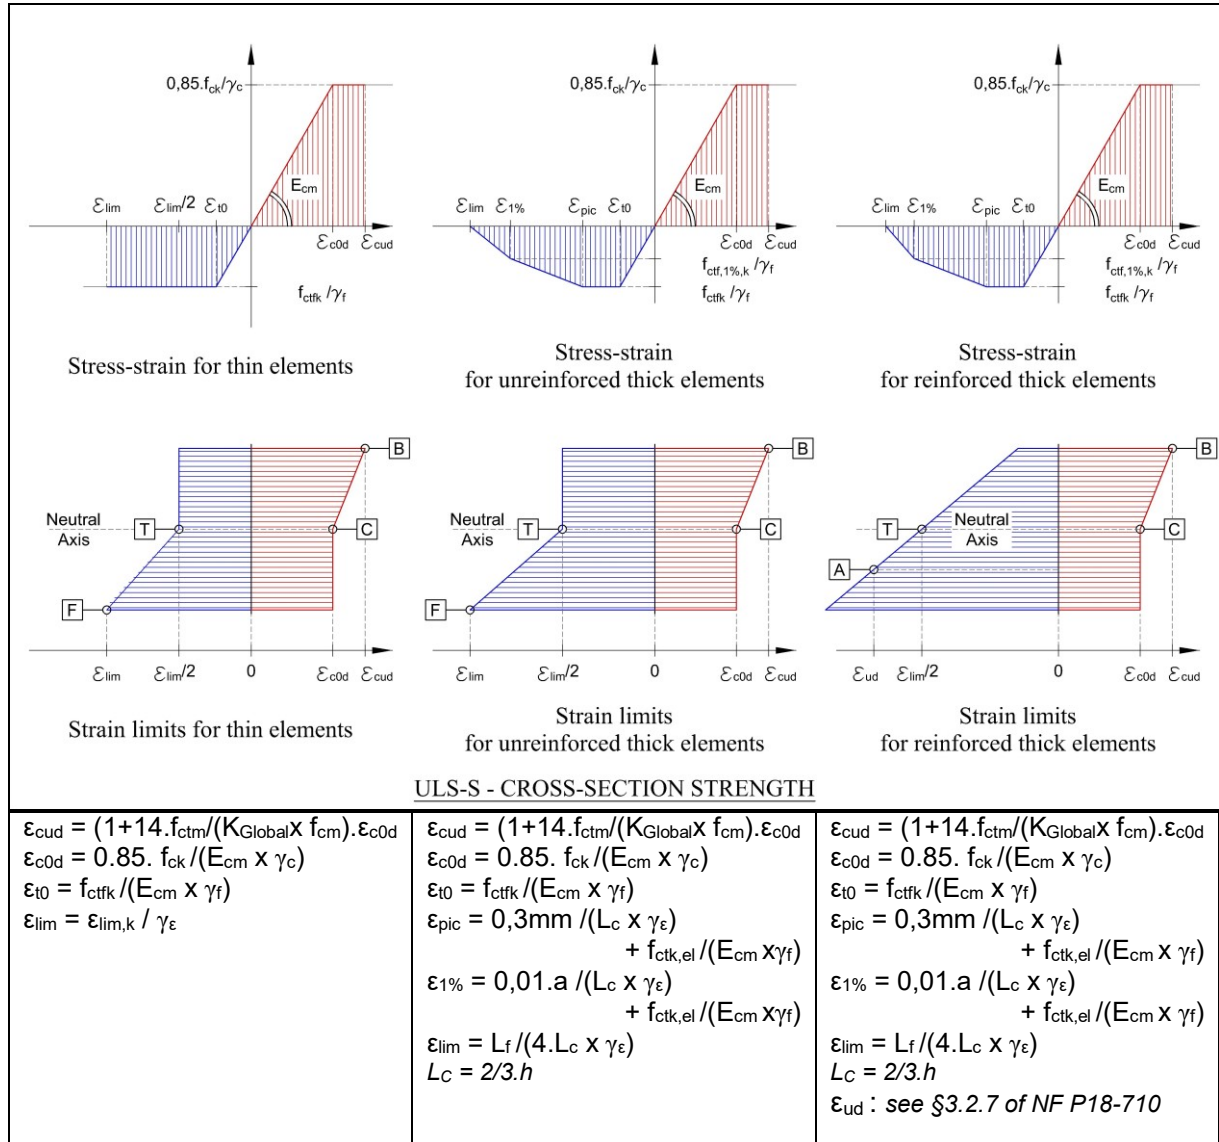 0,85.fck/γc
Ecm
εlim
εlim/2
εt0
εc0d
εcud
fctfk /γf
Stress-strain for thin elements
0,85.fck/γc
Ecm
εlim
ε1%
εpic
εt0
εc0d
εcud
fctf,1%,k/γf
fctfk /γf
Stress-strain
for unreinforced thick elements
0,85.fck/γc
Ecm
εlim
ε1%
εpic
εt0
εc0d
εcud
fctf,1%,k/γf
fctfk /γf
Stress-strain
for reinforced thick elements
B
Neutral
Axis
T
C
F
εlim
εlim/2
0
εc0d
εcud
Strain limits for thin elements
B
Neutral
Axis
T
C
F
εlim
εlim/2
0
εc0d
εcud
Strain limits
for unreinforced thick elements
B
T
Neutral
Axis
C
A
εud
εlim/2
0
εc0d
εcud
Strain limits
for reinforced thick elements
ULS-S - CROSS-SECTION STRENGTH
εcud = (1+14.fctm/(KGlobalx fcm).εc0d
εc0d = 0.85. fck/(Ecm x γc)
εt0 = fctfk/(Ecm x γf)
εlim = εlim,k / γε
εcud = (1+14.fctm/(KGlobalx fcm).εc0d
εc0d = 0.85. fck/(Ecm x γc)
εt0 = fctfk/(Ecm x γf)
εpic = 0,3mm /(Lc x γε)
+ fctk,el /(Ecm xγf)
ε1% = 0,01.a /(Lc x γε)
+ fctk,el /(Ecm xγf)
εlim = Lf /(4.Lc x γε)
LC = 2/3.h
εcud = (1+14.fctm/(KGlobalx fcm).εc0d
εc0d = 0.85. fck/(Ecm x γc)
εt0 = fctfk/(Ecm x γf)
εpic = 0,3mm /(Lc x γε)
+ fctk,el /(Ecm xγf)
ε1% = 0,01.a /(Lc x γε)
+ fctk,el /(Ecm xγf)
εlim = Lf /(4.Lc x γε)
LC = 2/3.h
εud : see §3.2.7 of NF P18-710